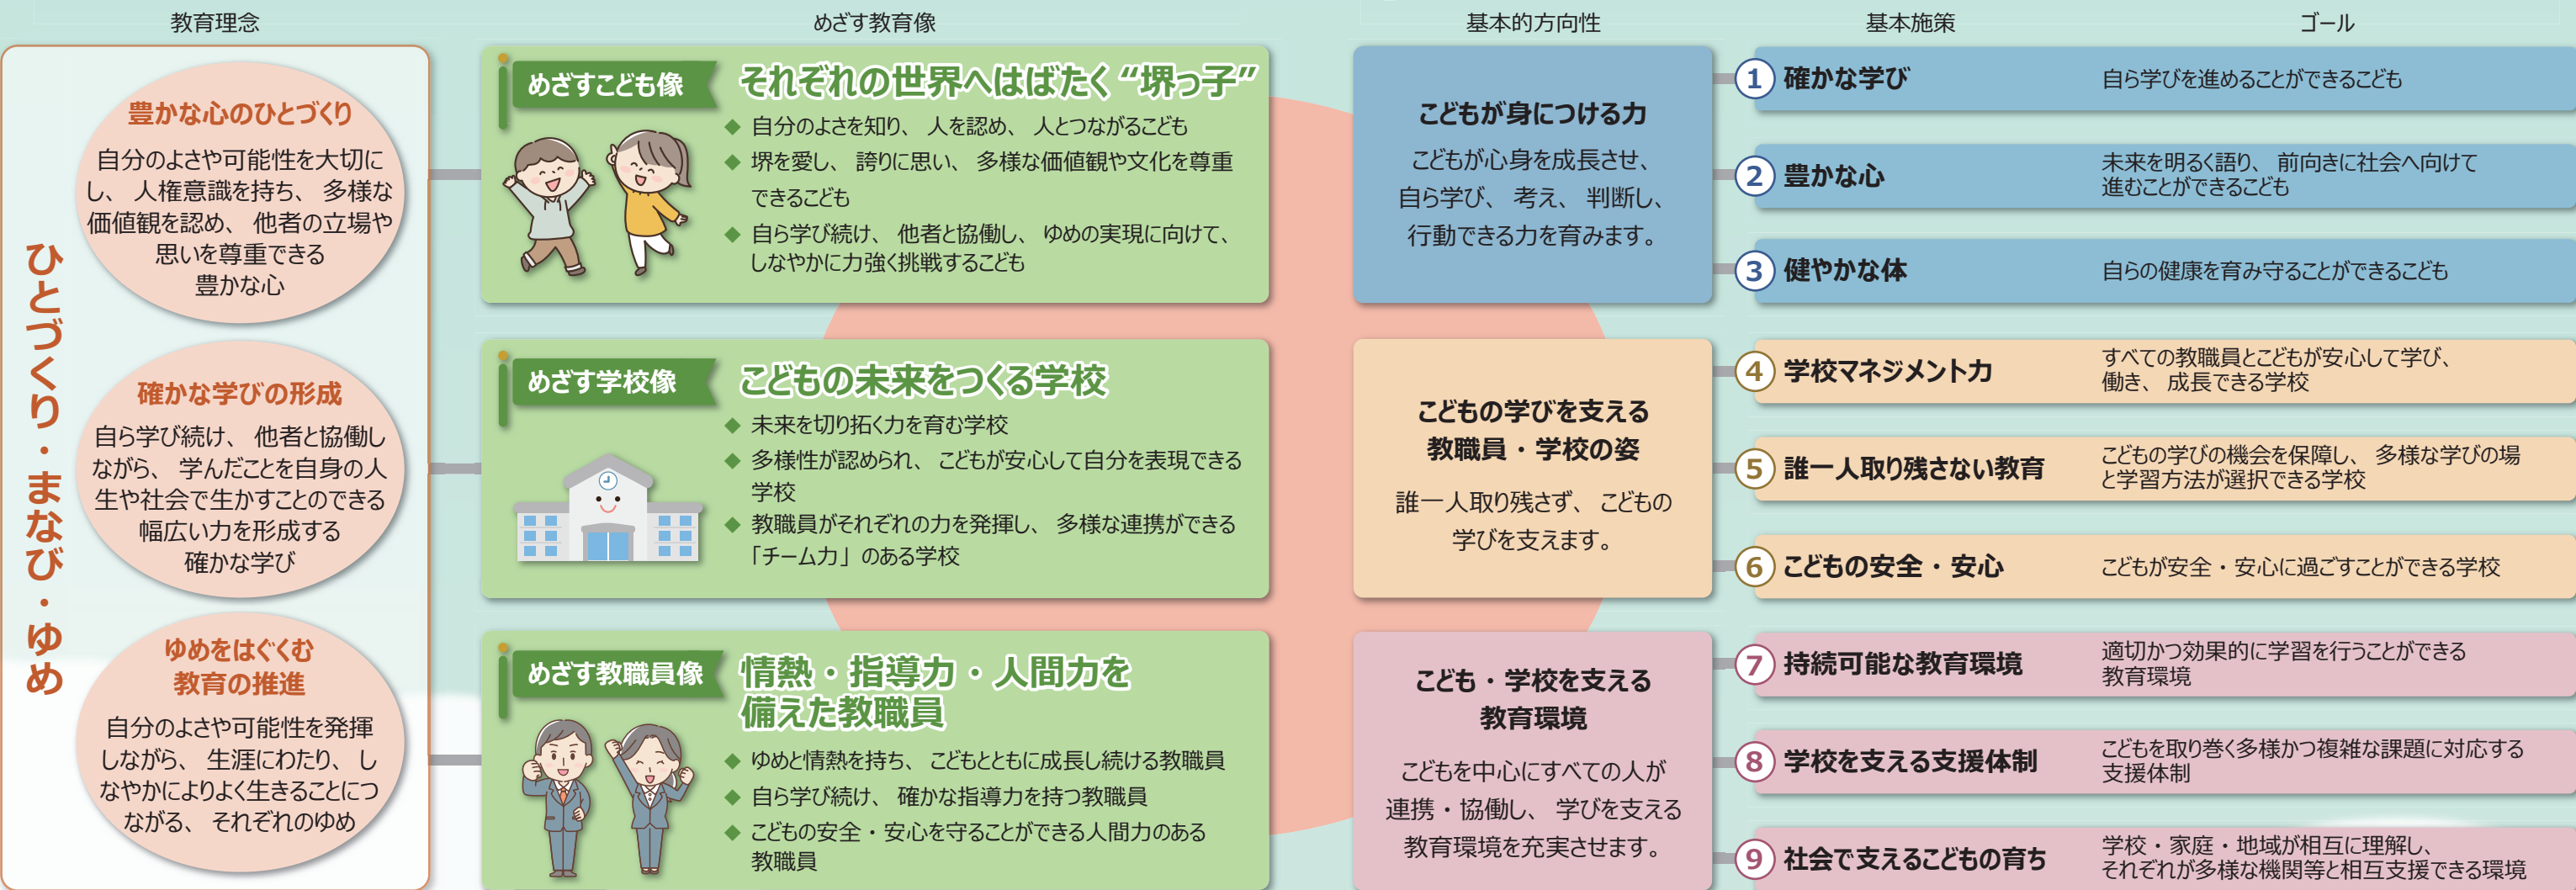 教育理念
めざす教育像
基本的方向性
基本施策
ゴール
ひとづくり・まなび・ゆめ
豊かな心のひとづくり
自分のよさや可能性を大切に
し、人権意識を持ち、多様な
価値観を認め、他者の立場や
思いを尊重できる
豊かな心
確かな学びの形成
自ら学び続け、他者と協働し
ながら、学んだことを自身の人
生や社会で生かすことのできる
幅広い力を形成する
確かな学び
ゆめをはぐくむ
教育の推進
自分のよさや可能性を発揮
しながら、生涯にわたり、し
なやかによりよく生きることにつ
ながる、それぞれのゆめ
めざすこども像
それぞれの世界へはばたく“堺っ子”
◆ 自分のよさを知り、人を認め、人とつながるこども
◆ 堺を愛し、誇りに思い、多様な価値観や文化を尊重
できるこども
◆ 自ら学び続け、他者と協働し、ゆめの実現に向けて、
しなやかに力強く挑戦するこども
めざす学校像
こどもの未来をつくる学校
◆ 未来を切り拓く力を育む学校
◆ 多様性が認められ、こどもが安心して自分を表現できる
学校
◆ 教職員がそれぞれの力を発揮し、多様な連携ができる
「チーム力」のある学校
めざす教職員像
情熱・指導力・人間力を
備えた教職員
◆ ゆめと情熱を持ち、こどもとともに成長し続ける教職員
◆ 自ら学び続け、確かな指導力を持つ教職員
◆ こどもの安全・安心を守ることができる人間力のある
教職員
こどもが身につける力
こどもが心身を成長させ、
自ら学び、考え、判断し、
行動できる力を育みます。
① 確かな学び
自ら学びを進めることができるこども
② 豊かな心
未来を明るく語り、前向きに社会へ向けて
進むことができるこども
③ 健やかな体
自らの健康を育み守ることができるこども
こどもの学びを支える
教職員・学校の姿
誰一人取り残さず、こどもの
学びを支えます。
④ 学校マネジメント力
すべての教職員とこどもが安心して学び、
働き、成長できる学校
⑤ 誰一人取り残さない教育
こどもの学びの機会を保障し、多様な学びの場
と学習方法が選択できる学校
⑥ こどもの安全・安心
こどもが安全・安心に過ごすことができる学校
こども・学校を支える
教育環境
こどもを中心にすべての人が
連携・協働し、学びを支える
教育環境を充実させます。
⑦ 持続可能な教育環境
適切かつ効果的に学習を行うことができる
教育環境
⑧ 学校を支える支援体制
こどもを取り巻く多様かつ複雑な課題に対応する
支援体制
⑨ 社会で支えるこどもの育ち
学校・家庭・地域が相互に理解し、
それぞれが多様な機関等と相互支援できる環境